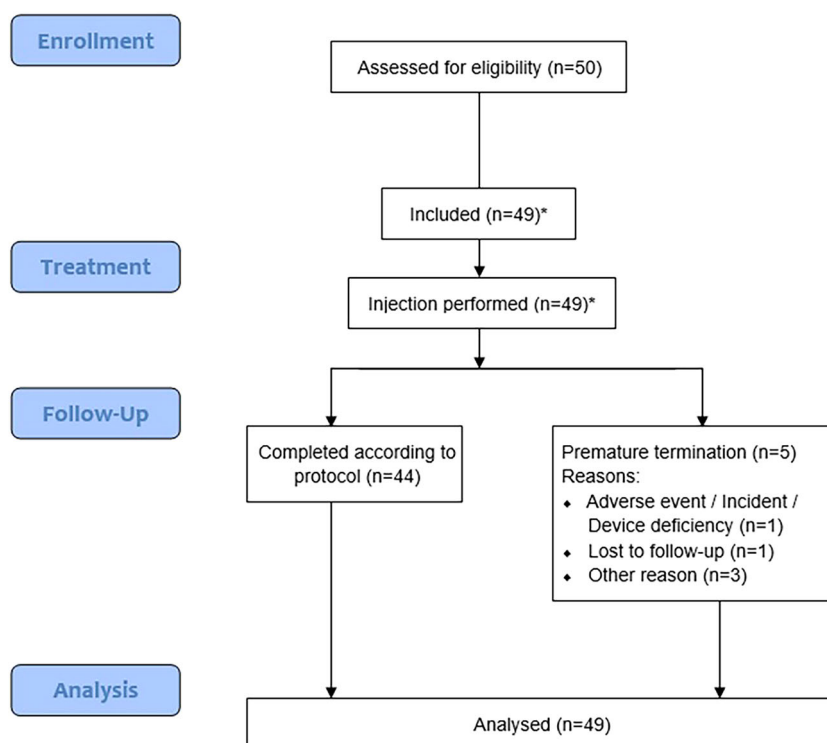 Enrollment
Assessed for eligibility (n=50)
Included (n=49)*
Treatment
Injection performed (n=49)*
Follow-Up
Completed according to
protocol (n=44)
Premature termination (n=5)
Reasons:
⬥ Adverse event / Incident /
Device deficiency (n=1)
⬥ Lost to follow-up (n=1)
⬥ Other reason (n=3)
Analysis
Analysed (n=49)